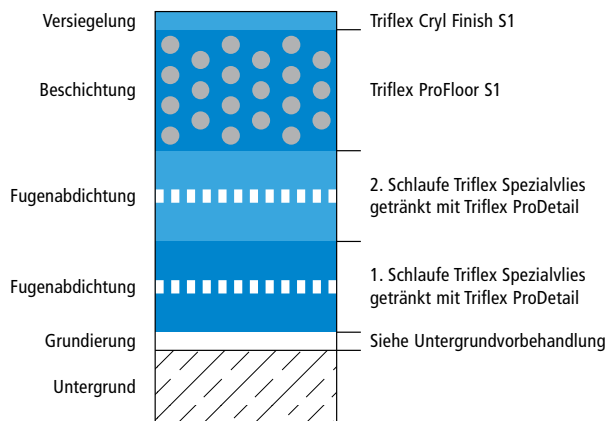 Versiegelung Triflex Cryl Finish S1
Beschichtung Triflex ProFloor S1
Fugenabdichtung 2. Schlaufe Triflex Spezialvlies
getränkt mit Triflex ProDetail
Fugenabdichtung 1. Schlaufe Triflex Spezialvlies
getränkt mit Triflex ProDetail
Grundierung Siehe Untergrundvorbehandlung
Untergrund